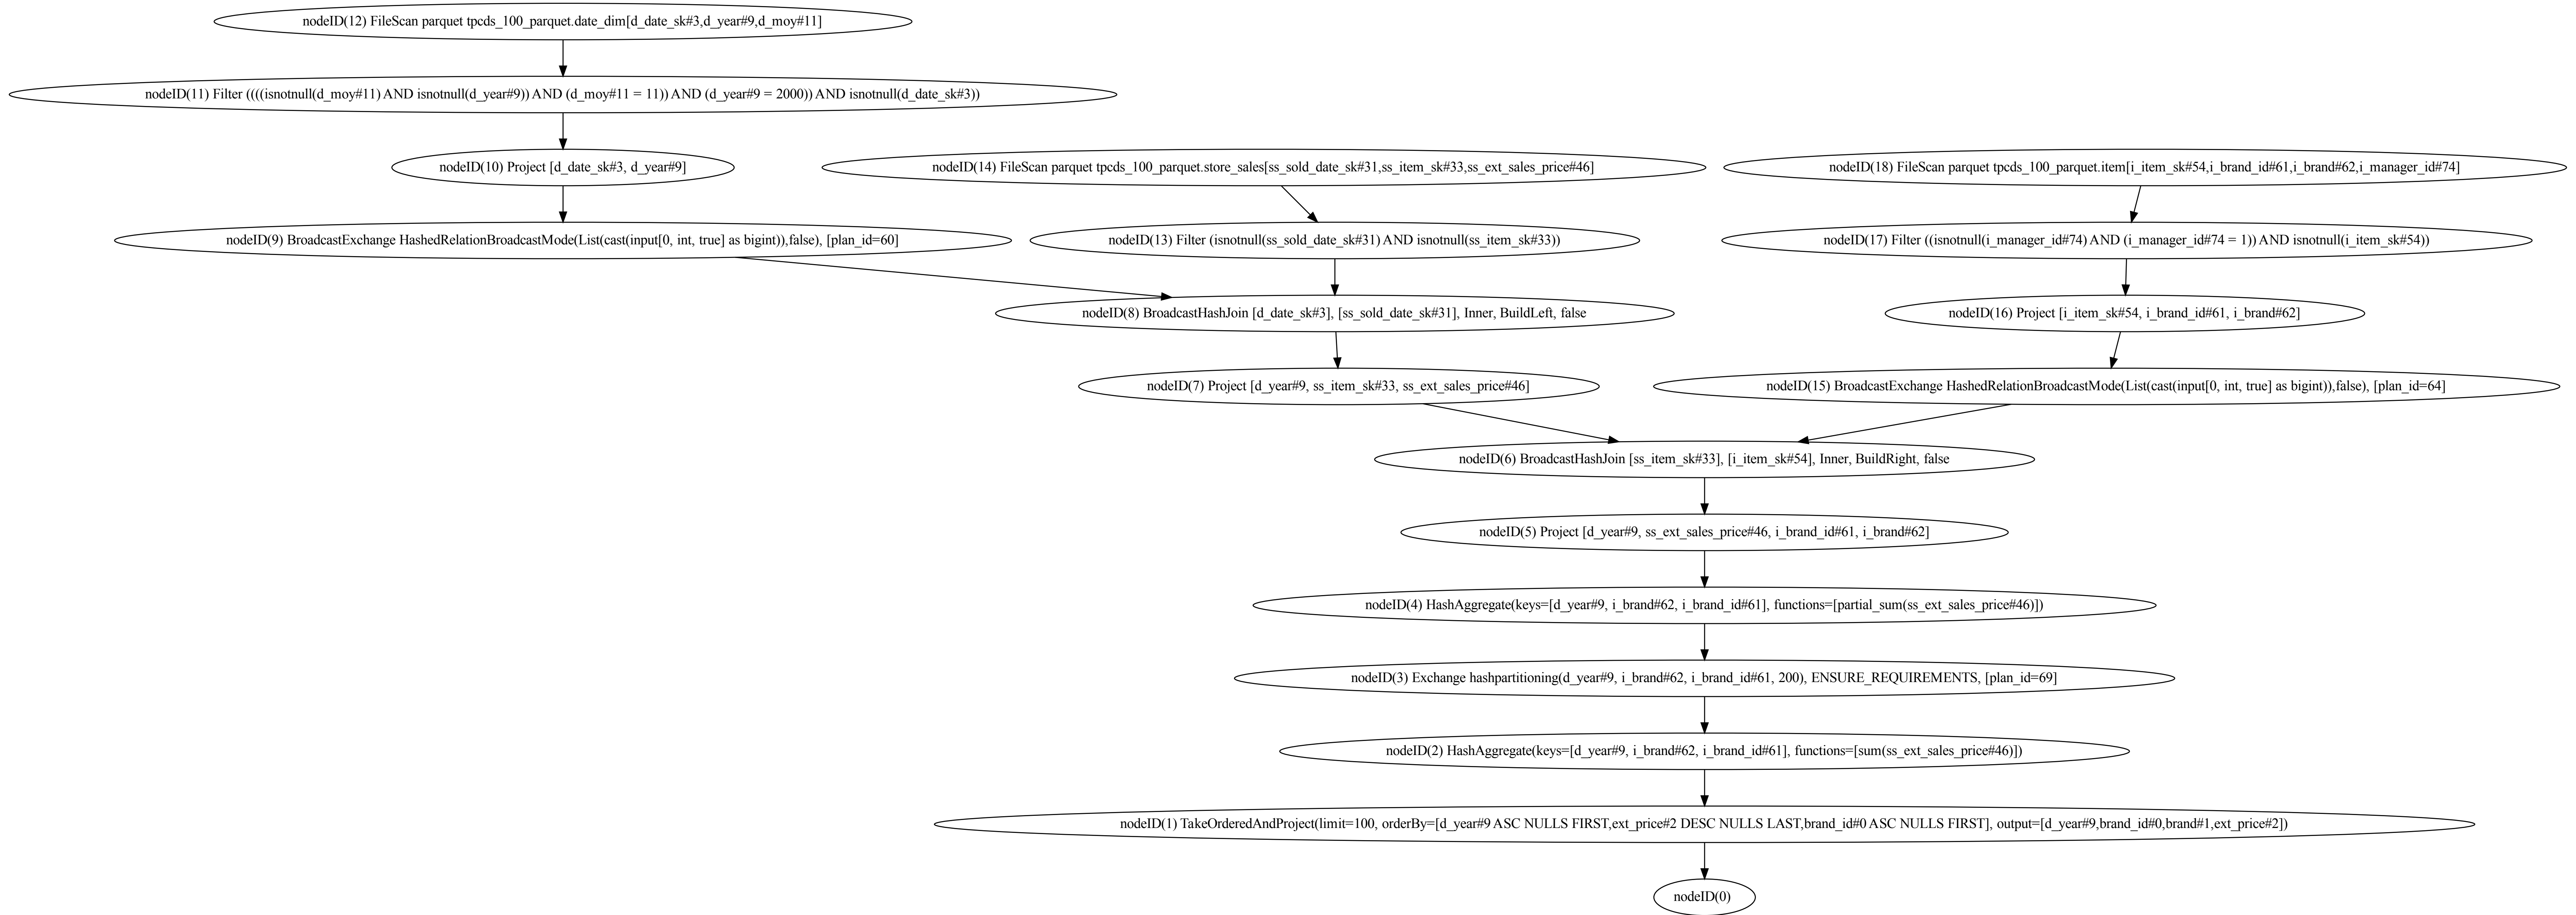 nodeID(12) FileScan parquet tpcds_100_parquet.date_dim[d_date_sk#3,d_year#9,d_moy#11]
nodeID(11) Filter ((((isnotnull(d_moy#11) AND isnotnull(d_year#9)) AND (d_moy#11 = 11)) AND (d_year#9 = 2000)) AND isnotnull(d_date_sk#3))
nodeID(10) Project [d_date_sk#3, d_year#9]
nodeID(14) FileScan parquet tpcds_100_parquet.store_sales[ss_sold_date_sk#31,ss_item_sk#33,ss_ext_sales_price#46]
nodeID(18) FileScan parquet tpcds_100_parquet.item[i_item_sk#54,i_brand_id#61,i_brand#62,i_manager_id#74]
nodeID(9) BroadcastExchange HashedRelationBroadcastMode(List(cast(input[0, int, true] as bigint)),false), [plan_id=60]
nodeID(13) Filter (isnotnull(ss_sold_date_sk#31) AND isnotnull(ss_item_sk#33))
nodeID(17) Filter ((isnotnull(i_manager_id#74) AND (i_manager_id#74 = 1)) AND isnotnull(i_item_sk#54))
nodeID(8) BroadcastHashJoin [d_date_sk#3], [ss_sold_date_sk#31], Inner, BuildLeft, false
nodeID(16) Project [i_item_sk#54, i_brand_id#61, i_brand#62]
nodeID(7) Project [d_year#9, ss_item_sk#33, ss_ext_sales_price#46]
nodeID(15) BroadcastExchange HashedRelationBroadcastMode(List(cast(input[0, int, true] as bigint)),false), [plan_id=64]
nodeID(6) BroadcastHashJoin [ss_item_sk#33], [i_item_sk#54], Inner, BuildRight, false
nodeID(5) Project [d_year#9, ss_ext_sales_price#46, i_brand_id#61, i_brand#62]
nodeID(4) HashAggregate(keys=[d_year#9, i_brand#62, i_brand_id#61], functions=[partial_sum(ss_ext_sales_price#46)])
nodeID(3) Exchange hashpartitioning(d_year#9, i_brand#62, i_brand_id#61, 200), ENSURE_REQUIREMENTS, [plan_id=69]
nodeID(2) HashAggregate(keys=[d_year#9, i_brand#62, i_brand_id#61], functions=[sum(ss_ext_sales_price#46)])
nodeID(1) TakeOrderedAndProject(limit=100, orderBy=[d_year#9 ASC NULLS FIRST,ext_price#2 DESC NULLS LAST,brand_id#0 ASC NULLS FIRST], output=[d_year#9,brand_id#0,brand#1,ext_price#2])
nodeID(0)